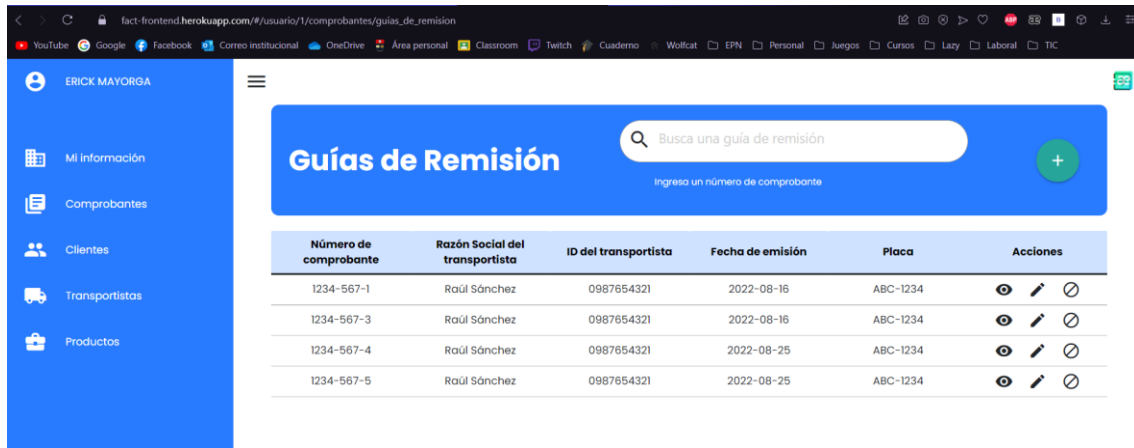 fact-frontend.herokuapp.com/#/usuario/1/comprobantes/guias_de_remision
YouTube Google Facebook Correo institucional OneDrive Área personal Classroom Twitch Cuaderno Wolfcat EPN Personal Juegos Cursos Lazy Laboral TIC
ERICK MAYORGA
Mi información
Comprobantes
Clientes
Transportistas
Productos
Guías de Remisión
Busca una guía de remisión
Ingresa un número de comprobante
+
Número de comprobante Razón Social del transportista ID del transportista Fecha de emisión Placa Acciones
1234-567-1 Raúl Sánchez 0987654321 2022-08-16 ABC-1234
1234-567-3 Raúl Sánchez 0987654321 2022-08-16 ABC-1234
1234-567-4 Raúl Sánchez 0987654321 2022-08-25 ABC-1234
1234-567-5 Raúl Sánchez 0987654321 2022-08-25 ABC-1234